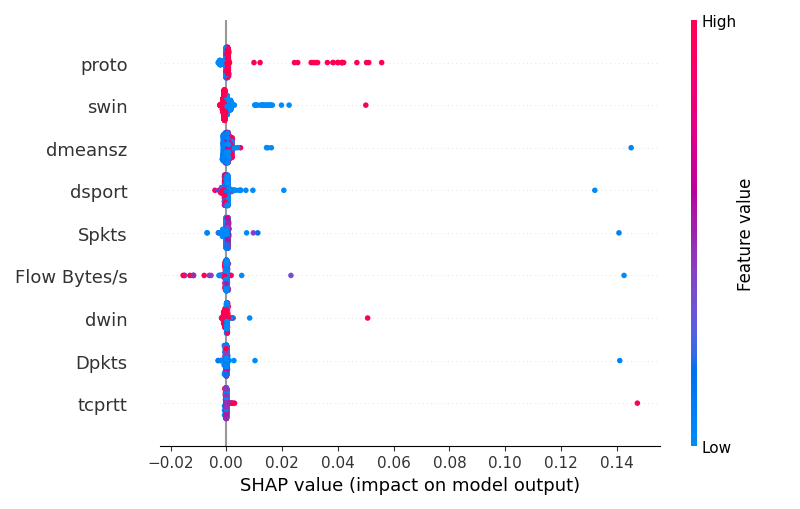 High
proto
swin
dmeansz
dsport
Spkts
Flow Bytes/s
dwin
Dpkts
tcprtt
Feature value
Low
−0.02 0.00 0.02 0.04 0.06 0.08 0.10 0.12 0.14
SHAP value (impact on model output)